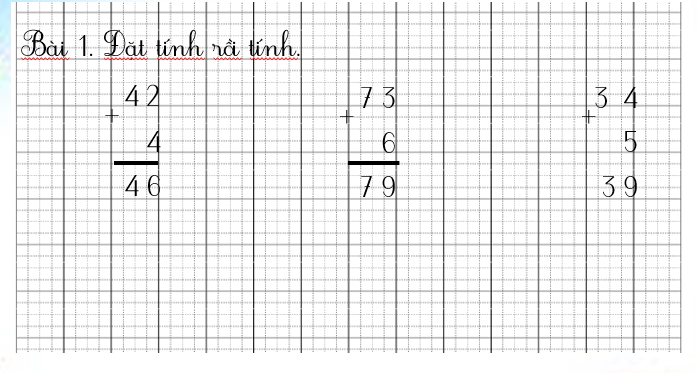 Bài 1. Đặt tính rồi tính.
42 73 34
+ + +
4 6 5
46 79 39